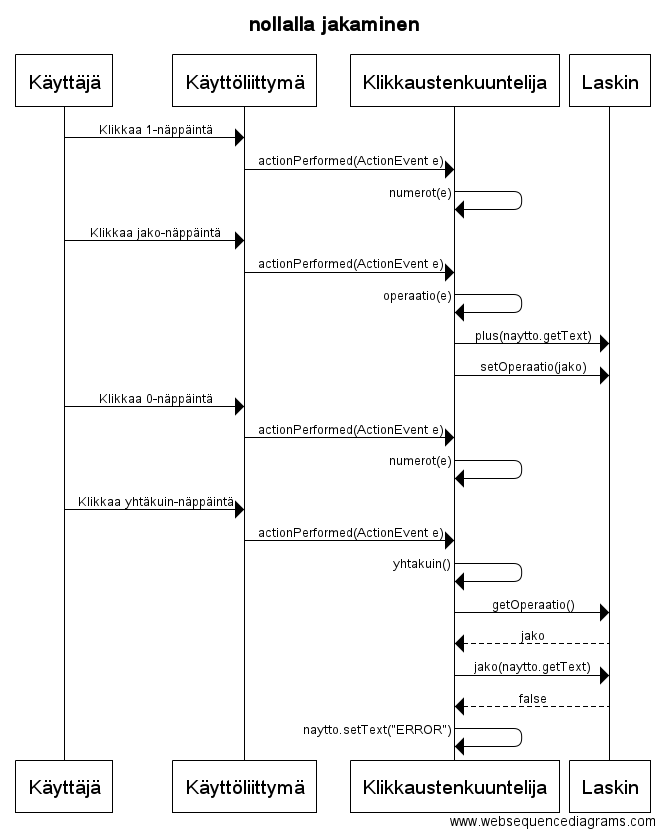 nollalla jakaminen
Käyttäjä Käyttöliittymä Klikkaustenkuuntelija Laskin
Klikkaa 1-näppäintä
actionPerformed(ActionEvent e)
numerot(e)
Klikkaa jako-näppäintä
actionPerformed(ActionEvent e)
operaatio(e)
plus(naytto.getText)
setOperaatio(jako)
Klikkaa 0-näppäintä
actionPerformed(ActionEvent e)
numerot(e)
Klikkaa yhtäkuin-näppäintä
actionPerformed(ActionEvent e)
yhtakuin()
getOperaatio()
jako
jako(naytto.getText)
false
naytto.setText("ERROR")
Käyttäjä Käyttöliittymä Klikkaustenkuuntelija Laskin
www.websequencediagrams.com